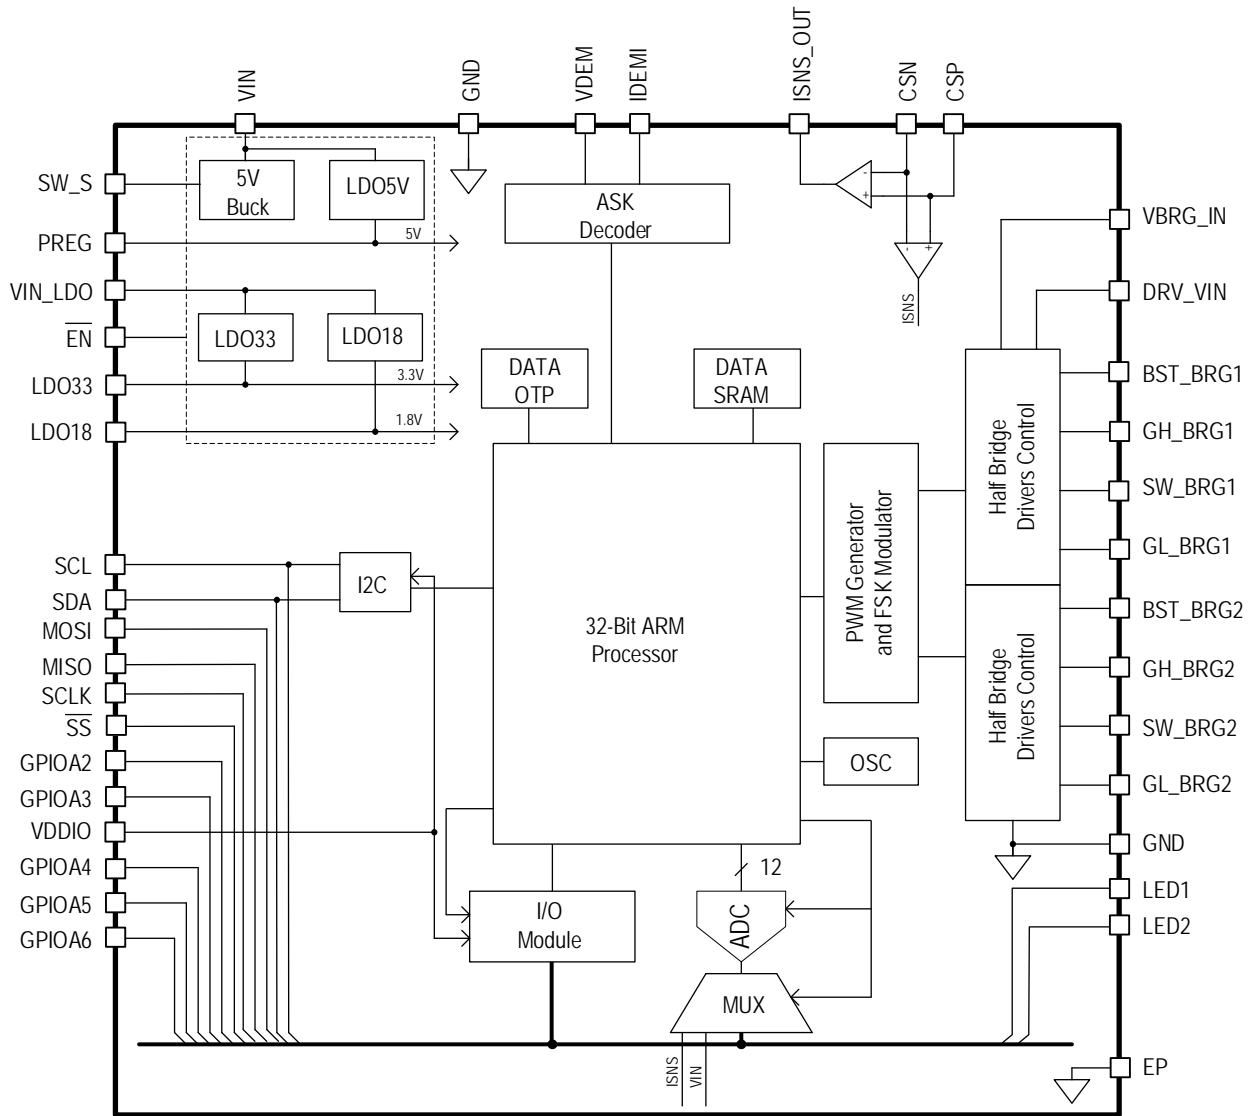 VIN
GND
VDEM
IDEMI
ISNS_OUT
CSN
CSP
SW_S
PREG
VIN_LDO
EN
LDO33
LDO18
5V
Buck
LDO5V
5V
LDO33
LDO18
3.3V
1.8V
ASK
Decoder
-
+
-
+
ISNS
VBRG_IN
DRV_VIN
BST_BRG1
GH_BRG1
SW_BRG1
GL_BRG1
BST_BRG2
GH_BRG2
SW_BRG2
GL_BRG2
GND
LED1
LED2
EP
DATA
OTP
DATA
SRAM
Half Bridge
Drivers Control
Half Bridge
Drivers Control
PWM Generator
and FSK Modulator
32-Bit ARM
Processor
OSC
I2C
SCL
SDA
MOSI
MISO
SCLK
SS
GPIOA2
GPIOA3
VDDIO
GPIOA4
GPIOA5
GPIOA6
I/O
Module
12
ADC
MUX
ISNS
VIN